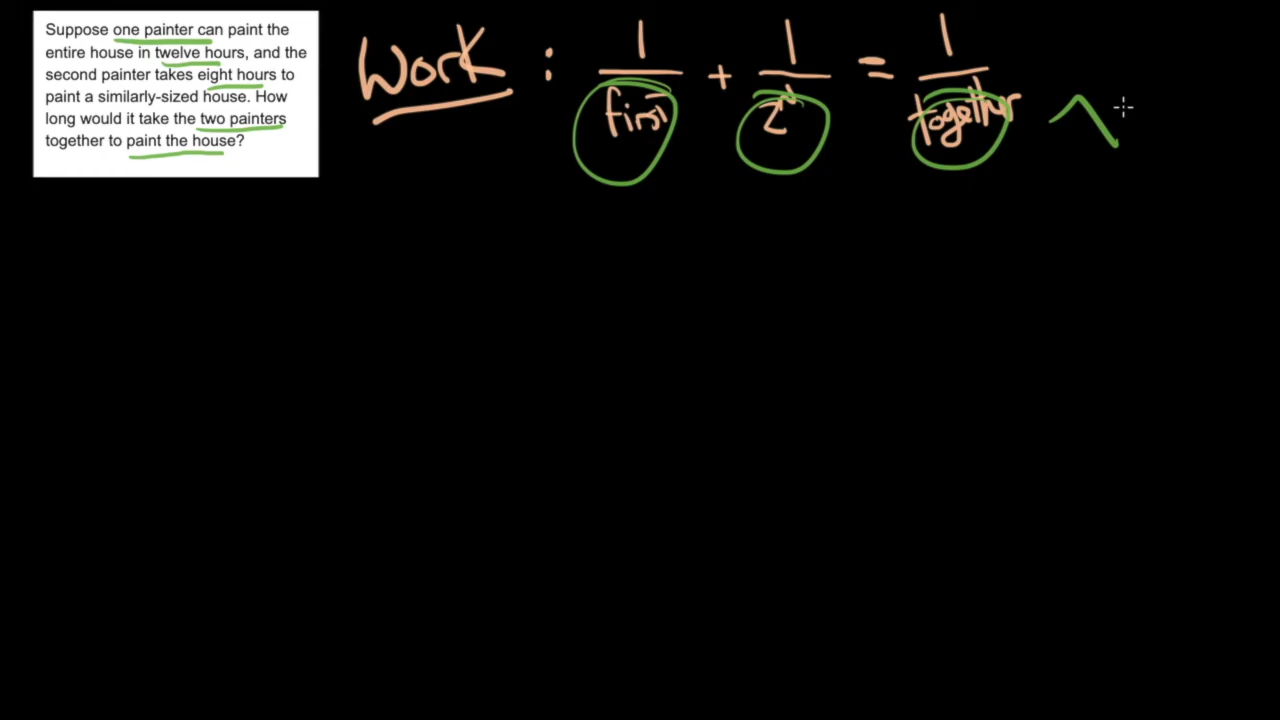 Suppose one painter can paint the
entire house in twelve hours, and the
second painter takes eight hours to
paint a similarly-sized house. How
long would it take the two painters
together to paint the house?
Work : 1/first + 1/2nd = 1/together